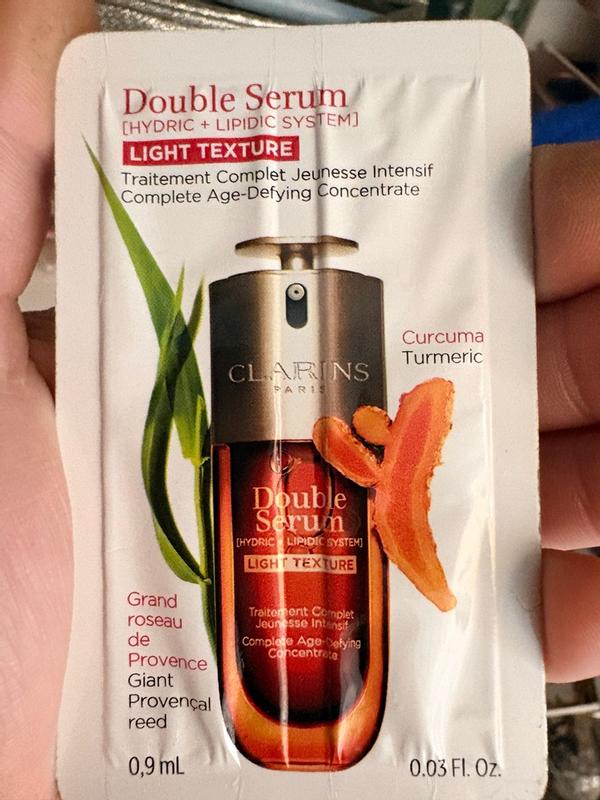 Double Serum
[HYDRIC + LIPIDIC SYSTEM]
LIGHT TEXTURE
Traitement Complet Jeunesse Intensif
Complete Age-Defying Concentrate
Curcuma
Turmeric
CLARINS
PARIS
Double
Serum
[HYDRIC + LIPIDIC SYSTEM]
LIGHT TEXTURE
Traitement Complet
Jeunesse Intensif
Complete Age-Defying
Concentrate
Grand
roseau
de
Provence
Giant
Provençal
reed
0,9 mL
0.03 Fl. Oz.